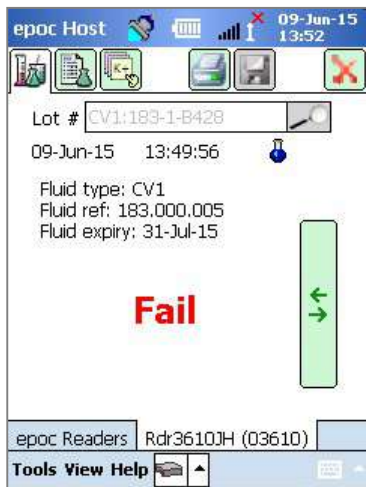 epoc Host 09-Jun-15
13:52
K+
Lot # CV1:183-1-B428
09-Jun-15 13:49:56
Fluid type: CV1
Fluid ref: 183.000.005
Fluid expiry: 31-Jul-15
Fail
epoc Readers Rdr3610JH (03610)
Tools View Help